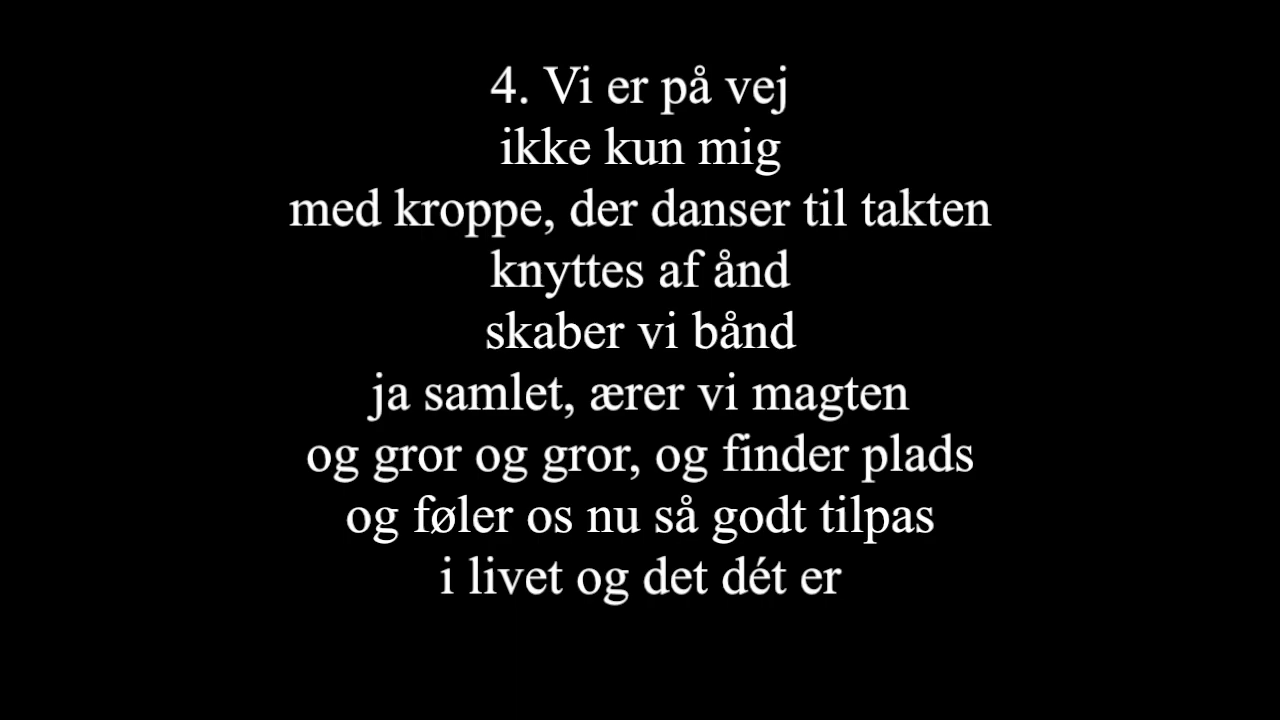 4. Vi er på vej
ikke kun mig
med kroppe, der danser til takten
knyttes af ånd
skaber vi bånd
ja samlet, ærer vi magten
og gror og gror, og finder plads
og føler os nu så godt tilpas
i livet og det dét er